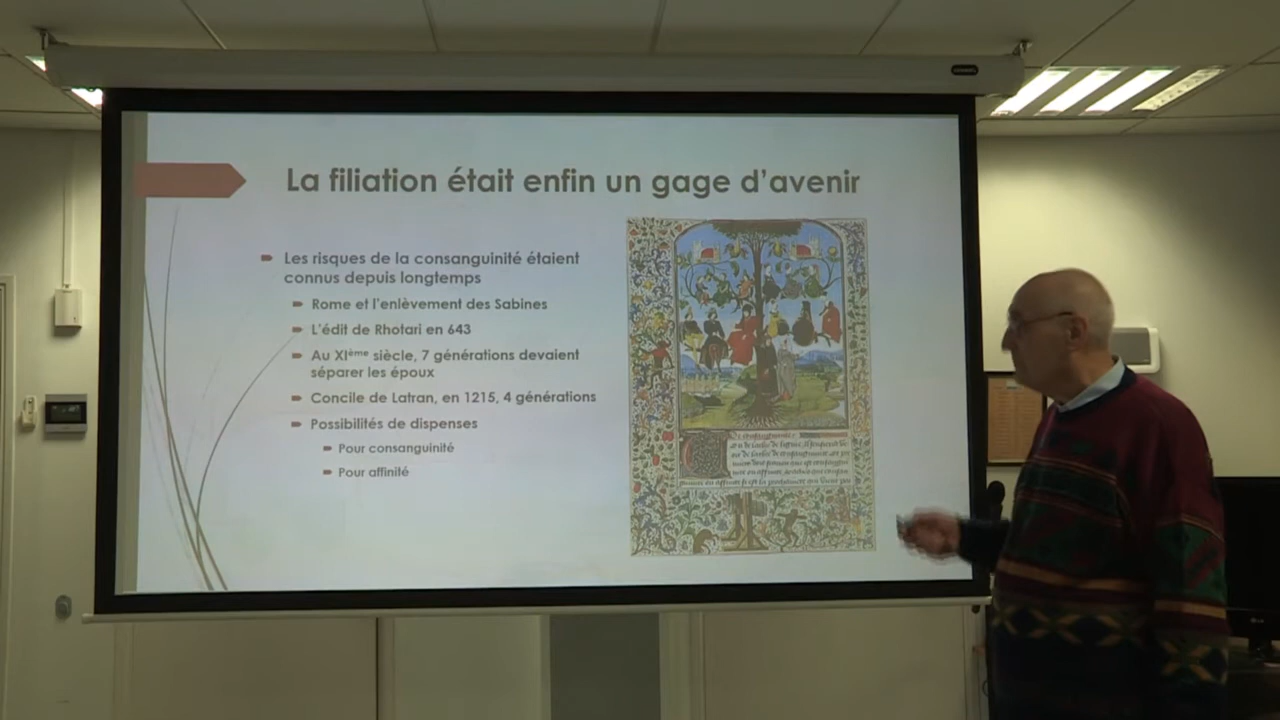 La filiation était enfin un gage d’avenir
Les risques de la consanguinité étaient
connus depuis longtemps
Rome et l’enlèvement des Sabines
L’édit de Rhotari en 643
Au XIème siècle, 7 générations devaient
séparer les époux
Concile de Latran, en 1215, 4 générations
Possibilités de dispenses
Pour consanguinité
Pour affinité
LG